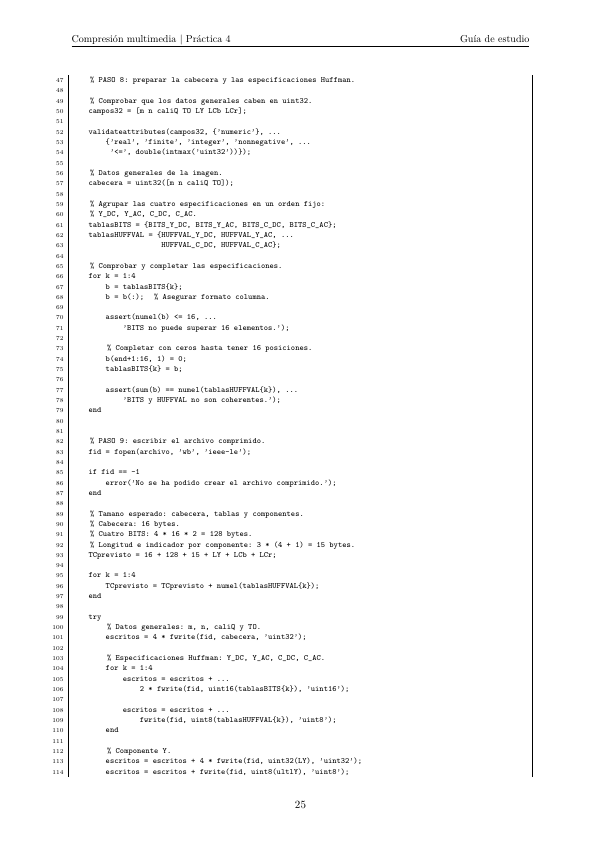 Compresión multimedia | Práctica 4
Guía de estudio
47 % PASO 8: preparar la cabecera y las especificaciones Huffman.
48
49 % Comprobar que los datos generales caben en uint32.
50 campos32 = [m n caliQ TO LY LCb LCr];
51
52 validateattributes(campos32, {'numeric'}, ...
53     {'real', 'finite', 'integer', 'nonnegative', ...
54      '<=', double(intmax('uint32'))});
55
56 % Datos generales de la imagen.
57 cabecera = uint32([m n caliQ TO]);
58
59 % Agrupar las cuatro especificaciones en un orden fijo:
60 % Y_DC, Y_AC, C_DC, C_AC.
61 tablasBITS = {BITS_Y_DC, BITS_Y_AC, BITS_C_DC, BITS_C_AC};
62 tablasHUFFVAL = {HUFFVAL_Y_DC, HUFFVAL_Y_AC, ...
63                  HUFFVAL_C_DC, HUFFVAL_C_AC};
64
65 % Comprobar y completar las especificaciones.
66 for k = 1:4
67     b = tablasBITS{k};
68     b = b(:);  % Asegurar formato columna.
69
70     assert(numel(b) <= 16, ...
71         'BITS no puede superar 16 elementos.');
72
73     % Completar con ceros hasta tener 16 posiciones.
74     b(end+1:16, 1) = 0;
75     tablasBITS{k} = b;
76
77     assert(sum(b) == numel(tablasHUFFVAL{k}), ...
78         'BITS y HUFFVAL no son coherentes.');
79 end
80
81
82 % PASO 9: escribir el archivo comprimido.
83 fid = fopen(archivo, 'wb', 'ieee-le');
84
85 if fid == -1
86     error('No se ha podido crear el archivo comprimido.');
87 end
88
89 % Tamano esperado: cabecera, tablas y componentes.
90 % Cabecera: 16 bytes.
91 % Cuatro BITS: 4 * 16 * 2 = 128 bytes.
92 % Longitud e indicador por componente: 3 * (4 + 1) = 15 bytes.
93 TCprevisto = 16 + 128 + 15 + LY + LCb + LCr;
94
95 for k = 1:4
96     TCprevisto = TCprevisto + numel(tablasHUFFVAL{k});
97 end
98
99 try
100     % Datos generales: m, n, caliQ y TO.
101     escritos = 4 * fwrite(fid, cabecera, 'uint32');
102
103     % Especificaciones Huffman: Y_DC, Y_AC, C_DC, C_AC.
104     for k = 1:4
105         escritos = escritos + ...
106             2 * fwrite(fid, uint16(tablasBITS{k}), 'uint16');
107
108         escritos = escritos + ...
109             fwrite(fid, uint8(tablasHUFFVAL{k}), 'uint8');
110     end
111
112     % Componente Y.
113     escritos = escritos + 4 * fwrite(fid, uint32(LY), 'uint32');
114     escritos = escritos + fwrite(fid, uint8(ultlY), 'uint8');
25